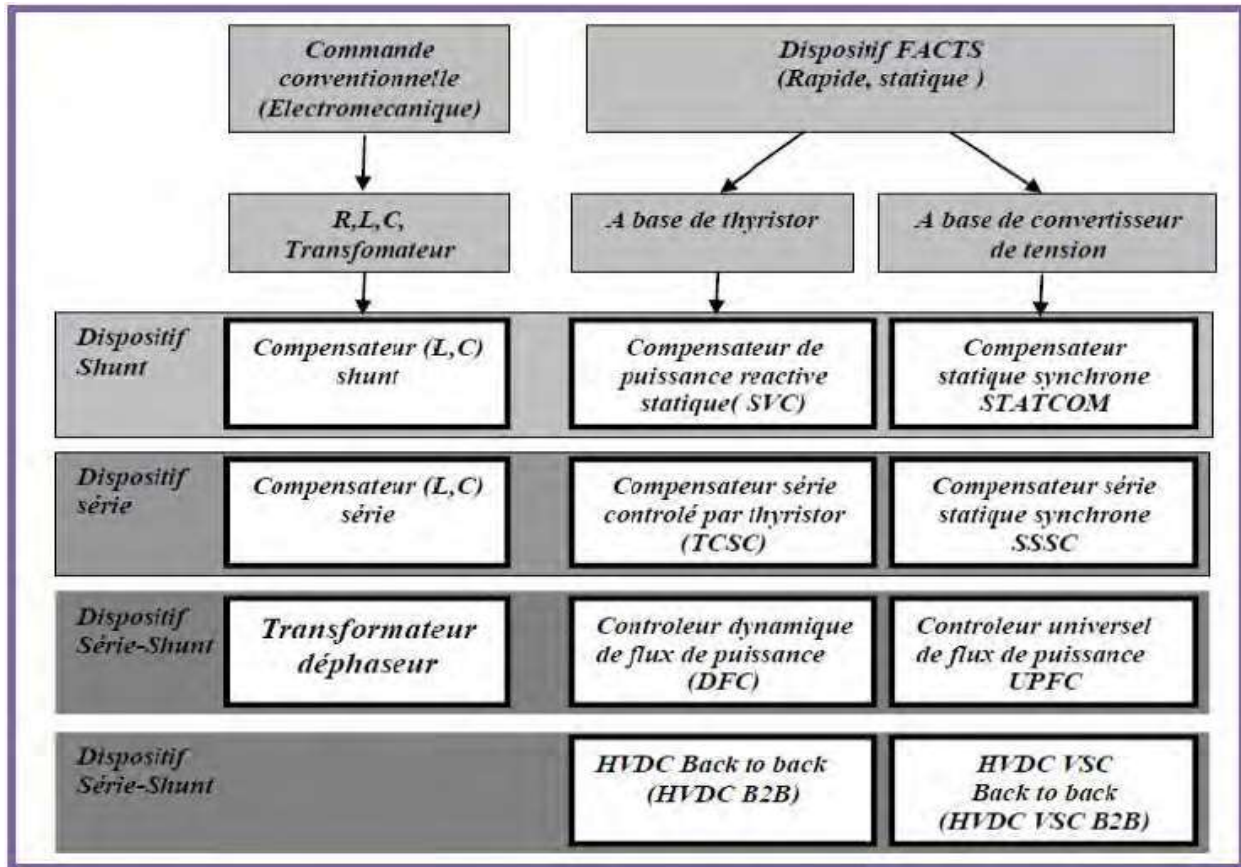 Commande
conventionnelle
(Electromecanique)
Dispositif FACTS
(Rapide, statique )
R,L,C,
Transfomateur
A base de thyristor
A base de convertisseur
de tension
Dispositif
Shunt
Compensateur (L,C)
shunt
Compensateur de
puissance reactive
statique( SVC)
Compensateur
statique synchrone
STATCOM
Dispositif
série
Compensateur (L,C)
série
Compensateur série
controlé par thyristor
(TCSC)
Compensateur série
statique synchrone
SSSC
Dispositif
Série-Shunt
Transformateur
déphaseur
Controleur dynamique
de flux de puissance
(DFC)
Controleur universel
de flux de puissance
UPFC
Dispositif
Série-Shunt
HVDC Back to back
(HVDC B2B)
HVDC VSC
Back to back
(HVDC VSC B2B)